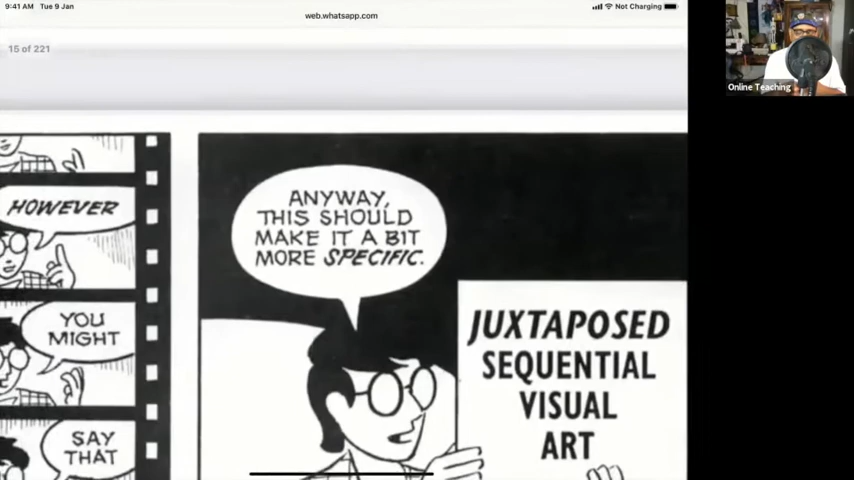 9:41 AM Tue 9 Jan
Not Charging
web.whatsapp.com
15 of 221
Online Teaching
HOWEVER
YOU
MIGHT
SAY
THAT
ANYWAY,
THIS SHOULD
MAKE IT A BIT
MORE SPECIFIC.
JUXTAPOSED
SEQUENTIAL
VISUAL
ART